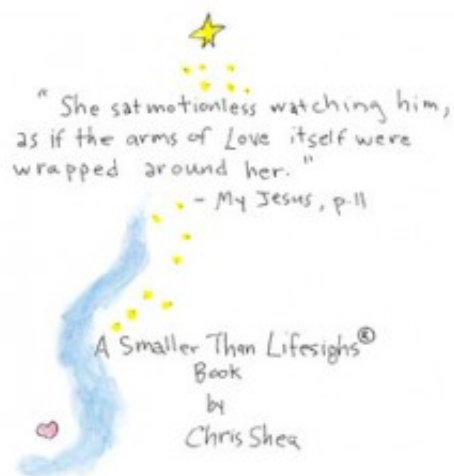 " She sat motionless watching him,
as if the arms of Love itself were
wrapped around her. "
- My Jesus, p.11
A Smaller Than Lifesighs®
Book
by
Chris Shea